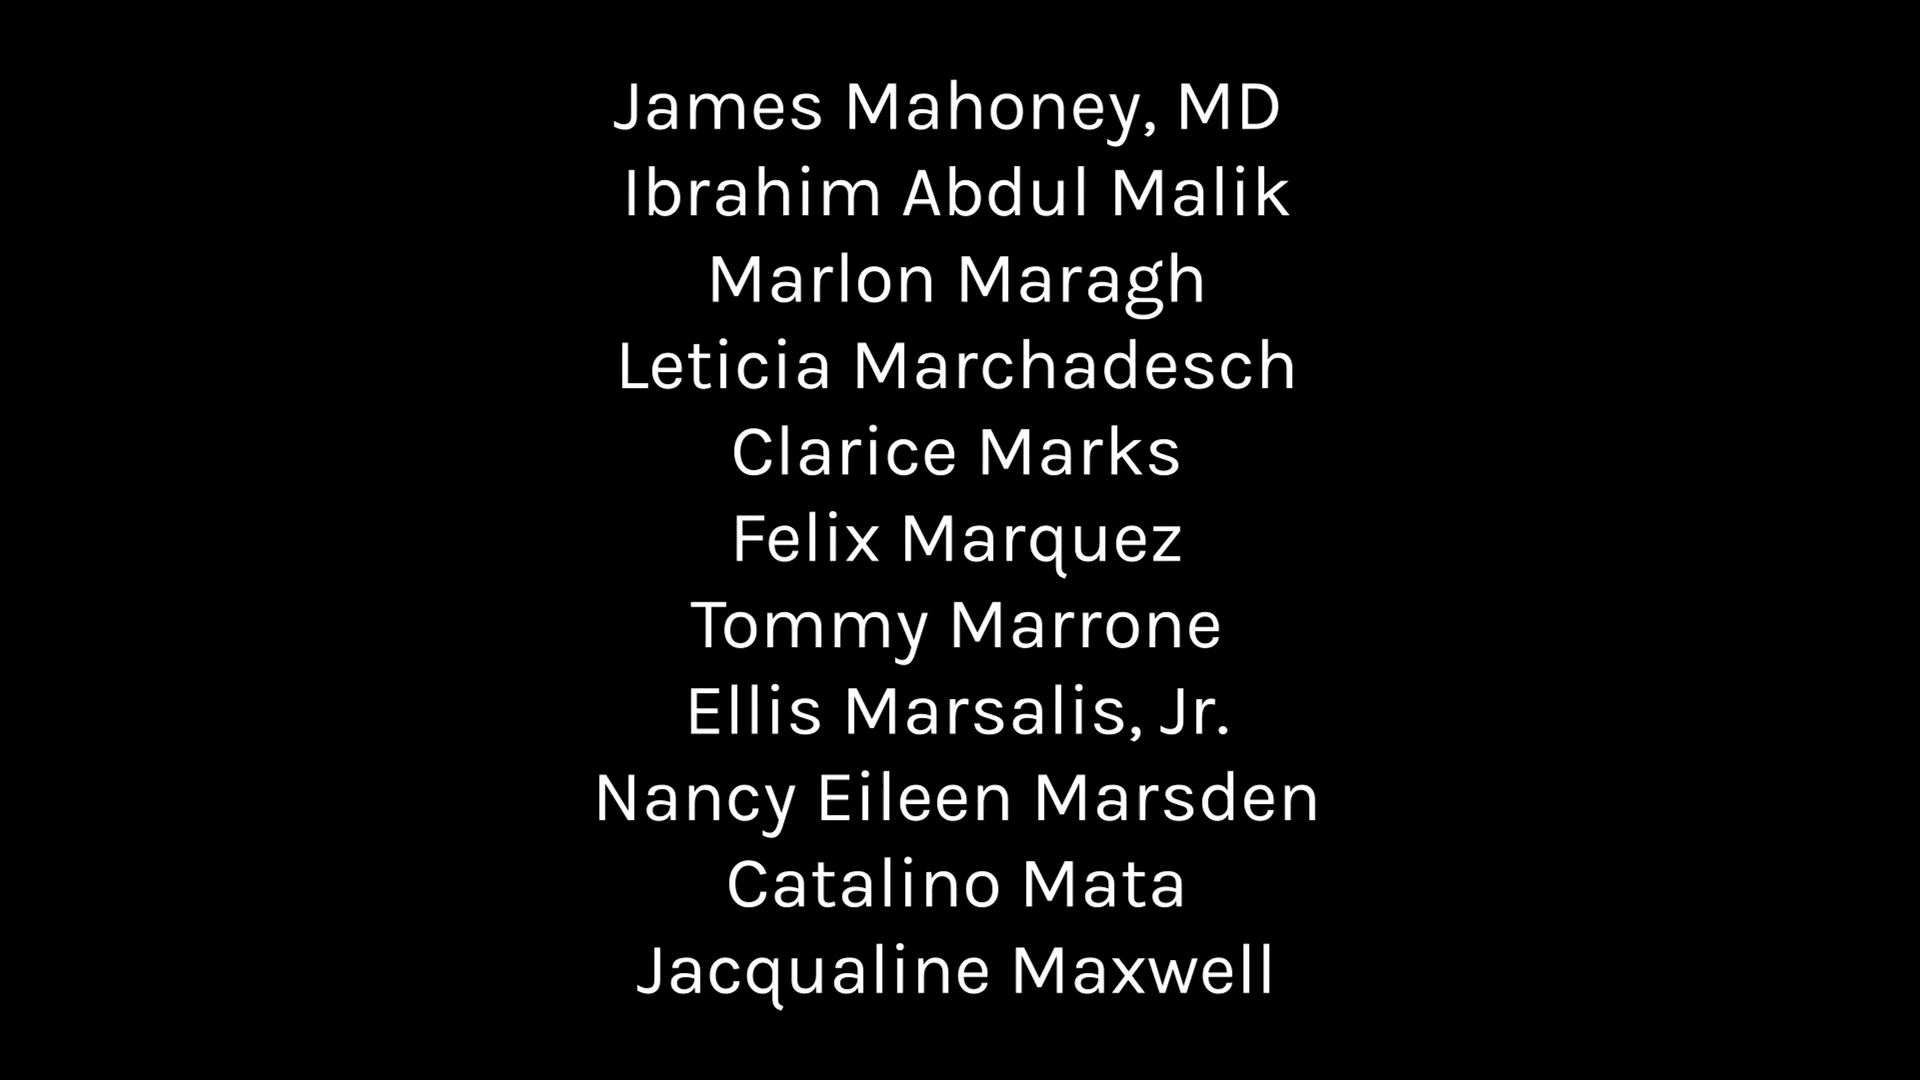 James Mahoney, MD
Ibrahim Abdul Malik
Marlon Maragh
Leticia Marchadesch
Clarice Marks
Felix Marquez
Tommy Marrone
Ellis Marsalis, Jr.
Nancy Eileen Marsden
Catalino Mata
Jacqualine Maxwell